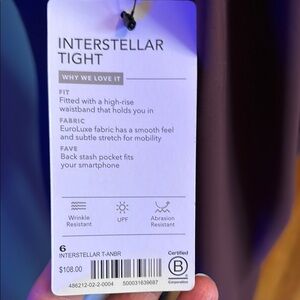 INTERSTELLAR
TIGHT
WHY WE LOVE IT
FIT
Fitted with a high-rise
waistband that holds you in
FABRIC
EuroLuxe fabric has a smooth feel
and subtle stretch for mobility
FAVE
Back stash pocket fits
your smartphone
Wrinkle
Resistant
UPF
Abrasion
Resistant
6
INTERSTELLAR T-ANBR
$108.00
486212-02-2-0004
500031639687
Certified
B
Corporation